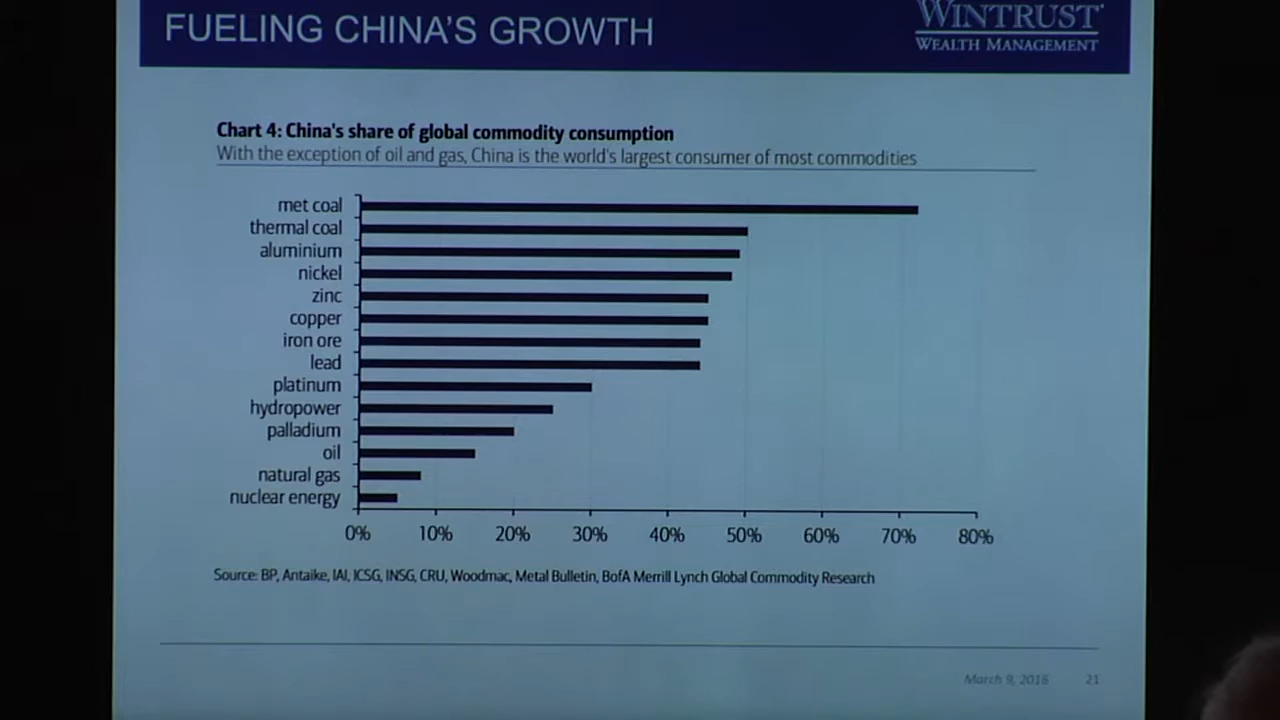 FUELING CHINA'S GROWTH
WINTRUST
WEALTH MANAGEMENT
Chart 4: China's share of global commodity consumption
With the exception of oil and gas, China is the world's largest consumer of most commodities
met coal
thermal coal
aluminium
nickel
zinc
copper
iron ore
lead
platinum
hydropower
palladium
oil
natural gas
nuclear energy
0% 10% 20% 30% 40% 50% 60% 70% 80%
Source: BP, Antaike, IAI, ICSG, INSG, CRU, Woodmac, Metal Bulletin, BofA Merrill Lynch Global Commodity Research
March 9, 2016 21